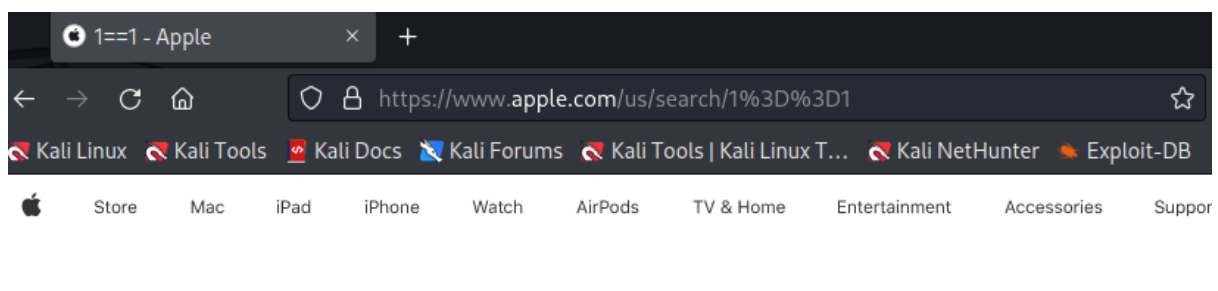 1==1 - Apple
https://www.apple.com/us/search/1%3D%3D1
Kali Linux Kali Tools Kali Docs Kali Forums Kali Tools | Kali Linux T... Kali NetHunter Exploit-DB
Store Mac iPad iPhone Watch AirPods TV & Home Entertainment Accessories Suppor